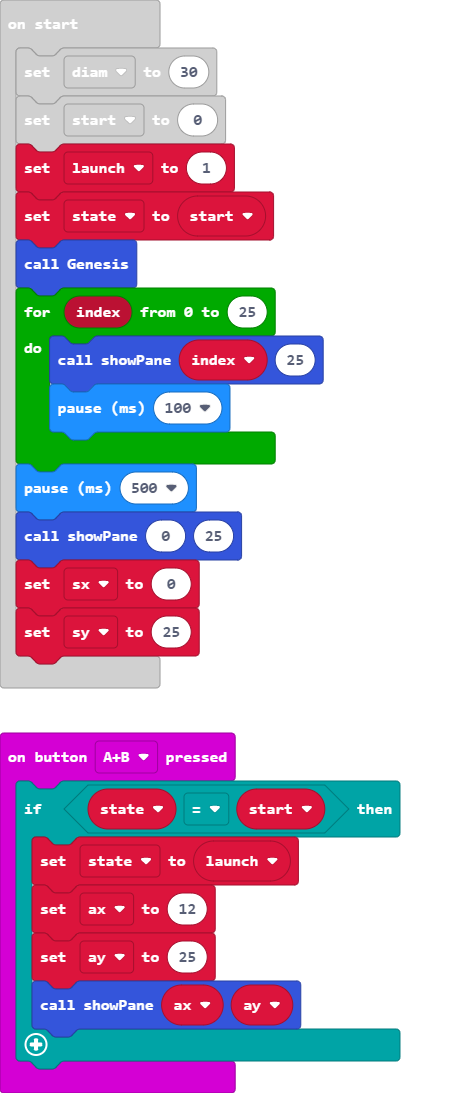 on start
set diam to 30
set start to 0
set launch to 1
set state to start
call Genesis
for index from 0 to 25
do call showPane index 25
pause (ms) 100
pause (ms) 500
call showPane 0 25
set sx to 0
set sy to 25
on button A+B pressed
if state = start then
set state to launch
set ax to 12
set ay to 25
call showPane ax ay